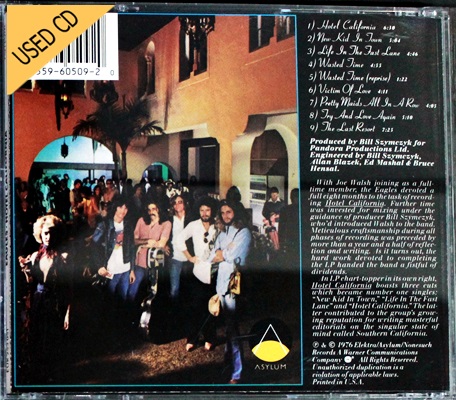 USED CD
559-60509-2 0
1) Hotel California 6:30
2) New Kid In Town 5:04
3) Life In The Fast Lane 4:46
4) Wasted Time 4:55
5) Wasted Time (reprise) 1:22
6) Victim Of Love 4:11
7) Pretty Maids All In A Row 4:05
8) Try And Love Again 5:10
9) The Last Resort 7:25
Produced by Bill Szymczyk for
Pandora Productions Ltd.
Engineered by Bill Szymczyk,
Allan Blazek, Ed Mashal & Bruce
Hensal.
With Joe Walsh joining as a full-
time member, the Eagles devoted a
full eight months to the task of record-
ing Hotel California. Further time
was invested for mixing under the
guidance of producer Bill Szymczyk,
who'd introduced Walsh to the band.
Meticulous craftsmanship during all
phases of recording was preceded by
more than a year and a half of reflec-
tion and writing. As it turns out, the
hard work devoted to completing
the LP handed the band a fistful of
dividends.
An LP chart-topper in its own right,
Hotel California boasts three cuts
which became number one singles:
"New Kid In Town," "Life In The Fast
Lane" and "Hotel California." The lat-
ter contributed to the group's grow-
ing reputation for writing masterful
editorials on the singular state of
mind called Southern California.
ASYLUM
℗ & © 1976 Elektra/Asylum/Nonesuch
Records A Warner Communications
Company All Rights Reserved.
Unauthorized duplication is a
violation of applicable laws.
Printed in U.S.A.